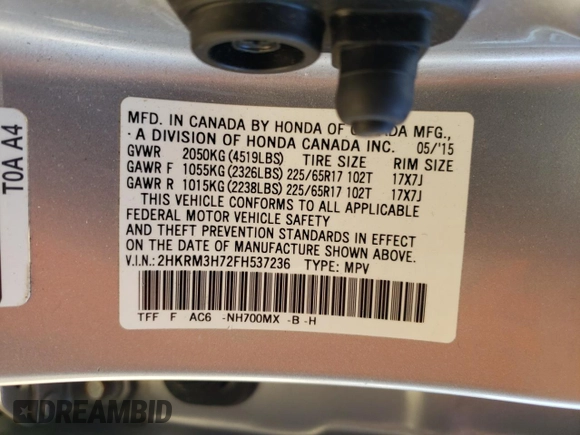 MFD. IN CANADA BY HONDA OF CANADA MFG.,
- A DIVISION OF HONDA CANADA INC. 05/'15
GVWR 2050KG (4519LBS) TIRE SIZE RIM SIZE
GAWR F 1055KG (2326LBS) 225/65R17 102T 17X7J
GAWR R 1015KG (2238LBS) 225/65R17 102T 17X7J
THIS VEHICLE CONFORMS TO ALL APPLICABLE
FEDERAL MOTOR VEHICLE SAFETY
AND THEFT PREVENTION STANDARDS IN EFFECT
ON THE DATE OF MANUFACTURE SHOWN ABOVE.
V.I.N.: 2HKRM3H72FH537236 TYPE: MPV
TFF F AC6 -NH700MX -B -H
T0A A4
DREAMBID